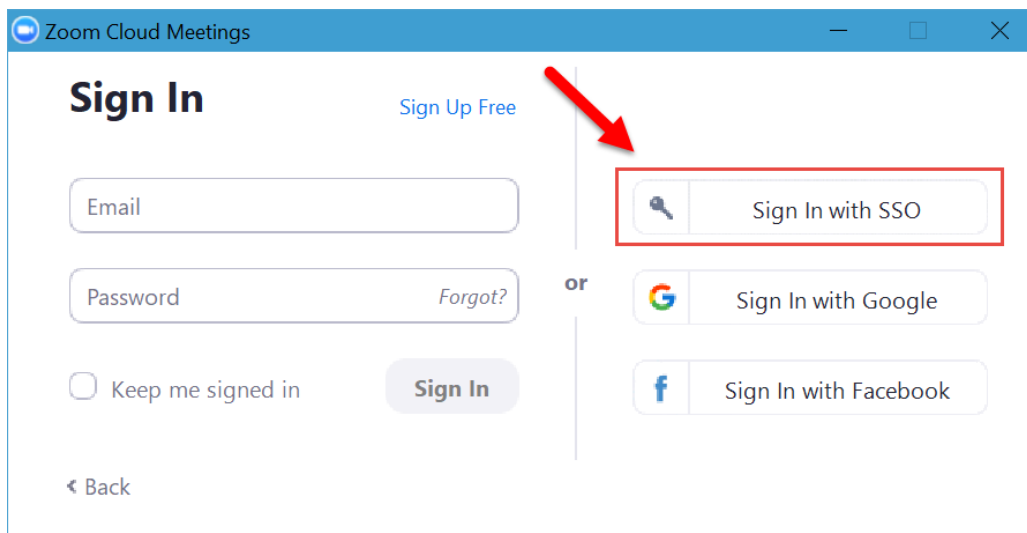 Zoom Cloud Meetings
Sign In
Sign Up Free
Email
Password
Forgot?
Keep me signed in
Sign In
Back
or
Sign In with SSO
Sign In with Google
Sign In with Facebook